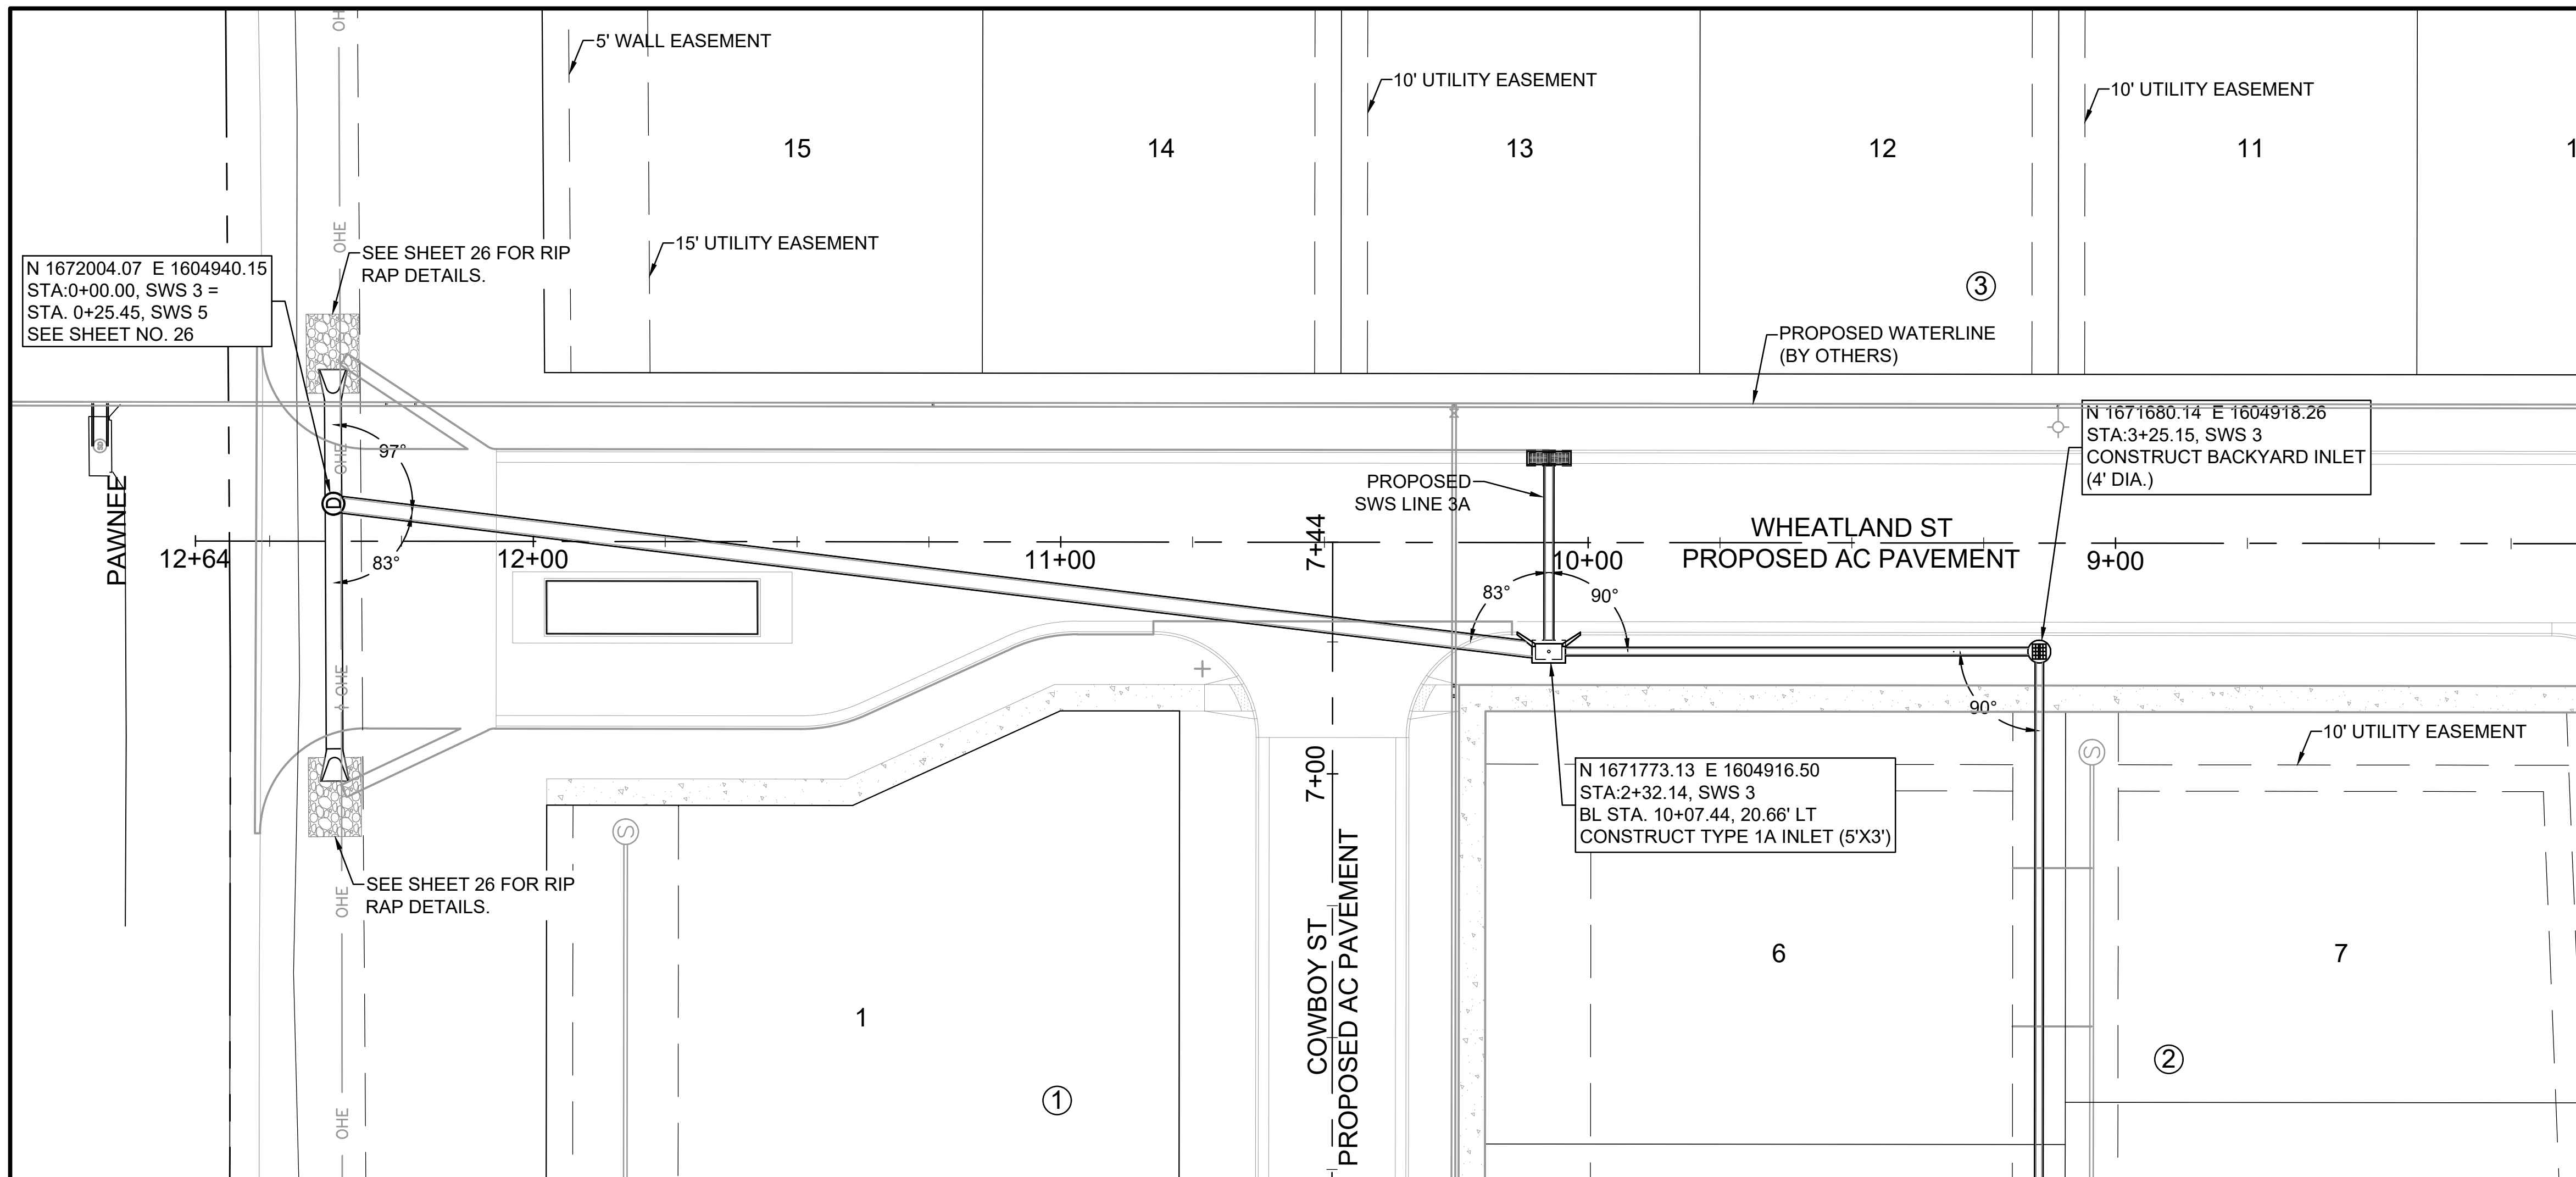 OHE
5' WALL EASEMENT
10' UTILITY EASEMENT
10' UTILITY EASEMENT
15
14
13
12
11
15' UTILITY EASEMENT
OHE
SEE SHEET 26 FOR RIP
RAP DETAILS.
N 1672004.07 E 1604940.15
STA:0+00.00, SWS 3 =
STA. 0+25.45, SWS 5
SEE SHEET NO. 26
3
PROPOSED WATERLINE
(BY OTHERS)
N 1671680.14 E 1604918.26
STA:3+25.15, SWS 3
CONSTRUCT BACKYARD INLET
(4' DIA.)
97°
OHE
PROPOSED
SWS LINE 3A
D
PAWNEE
12+64
12+00
11+00
7+44
10+00
WHEATLAND ST
PROPOSED AC PAVEMENT
9+00
83°
83°
90°
OHE
90°
10' UTILITY EASEMENT
S
S
7+00
N 1671773.13 E 1604916.50
STA:2+32.14, SWS 3
BL STA. 10+07.44, 20.66' LT
CONSTRUCT TYPE 1A INLET (5'X3')
SEE SHEET 26 FOR RIP
RAP DETAILS.
OHE
COWBOY ST
PROPOSED AC PAVEMENT
6
7
1
1
2
OHE